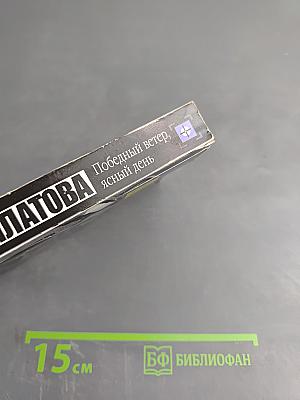 ЛАТОВА
Победный ветер,
ясный день
15 см
БФ БИБЛИОФАН